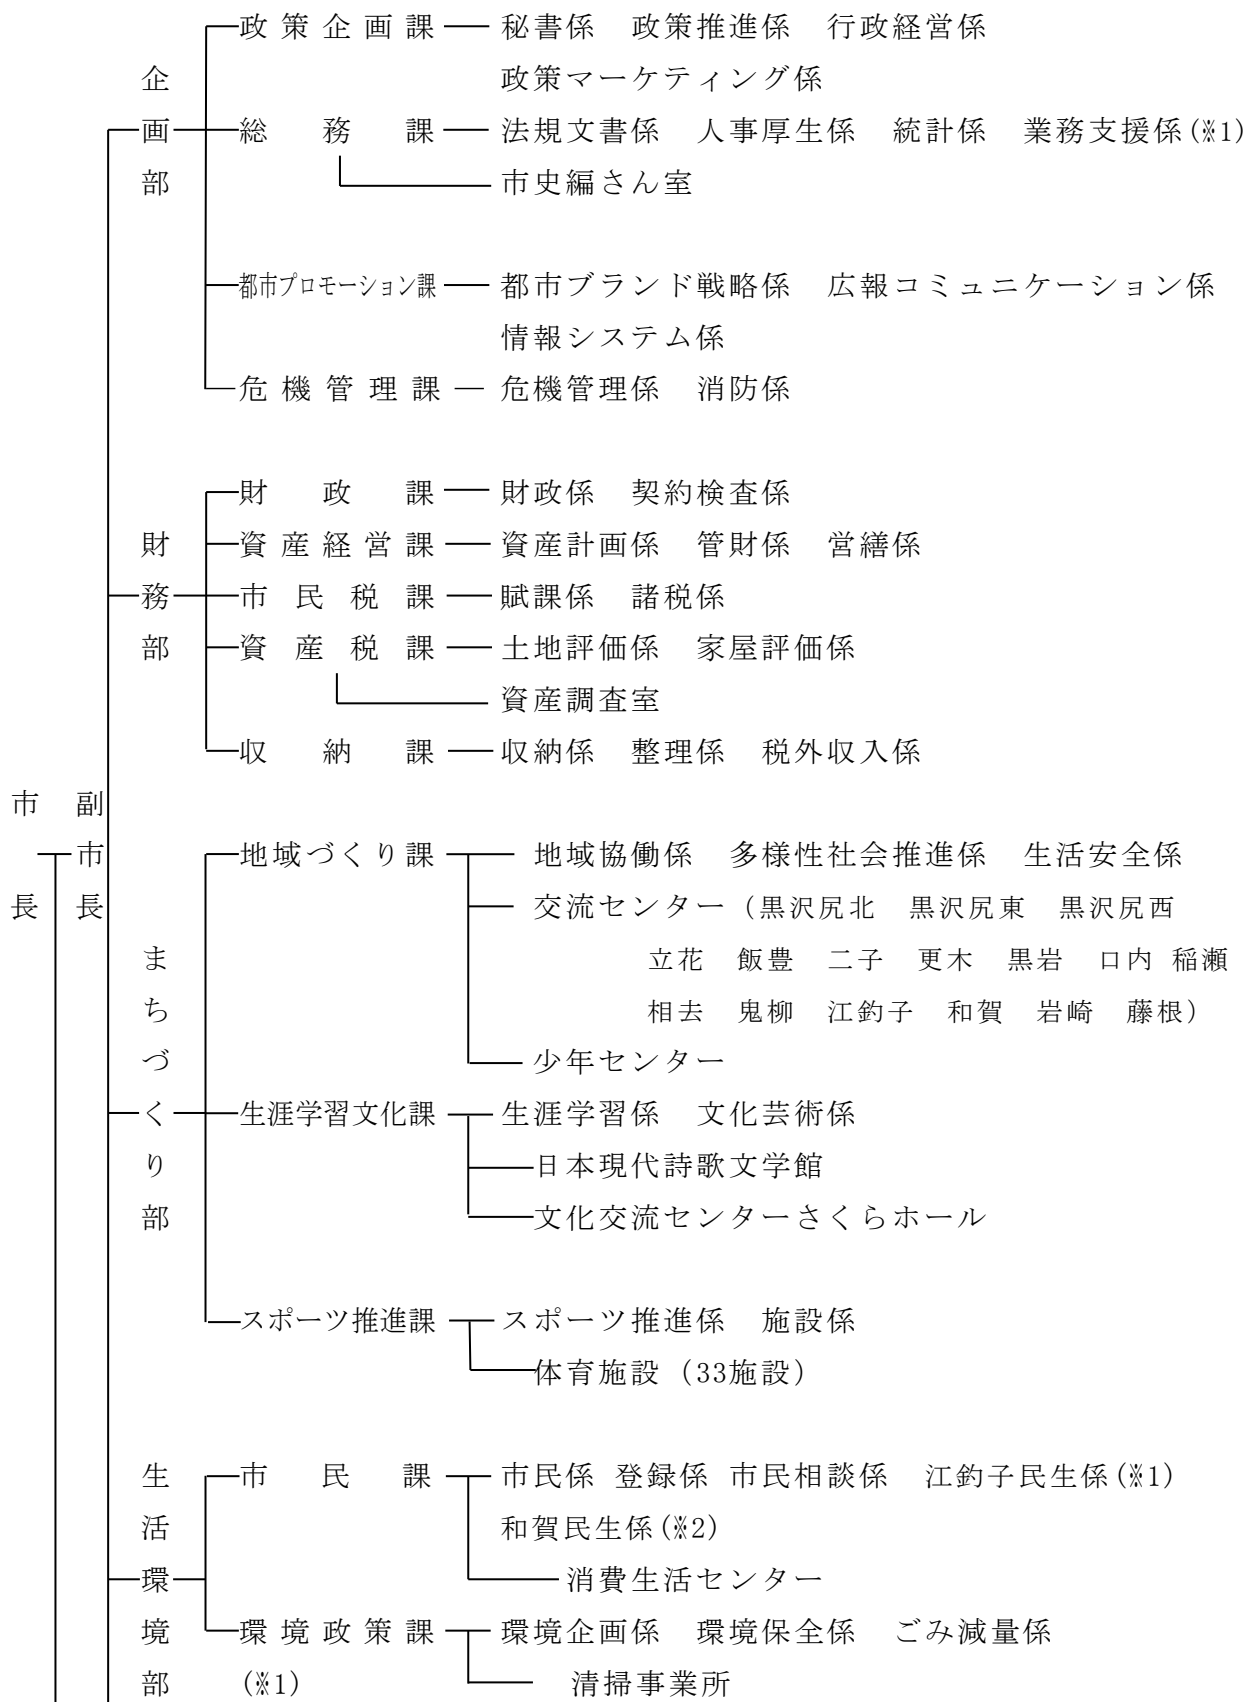 市長
副市長
企画部
政策企画課 秘書係 政策推進係 行政経営係
政策マーケティング係
総務課 法規文書係 人事厚生係 統計係 業務支援係(※1)
市史編さん室
都市プロモーション課 都市ブランド戦略係 広報コミュニケーション係
情報システム係
危機管理課 危機管理係 消防係
財務部
財政課 財政係 契約検査係
資産経営課 資産計画係 管財係 営繕係
市民税課 賦課係 諸税係
資産税課 土地評価係 家屋評価係
資産調査室
収納課 収納係 整理係 税外収入係
まちづくり部
地域づくり課 地域協働係 多様性社会推進係 生活安全係
交流センター(黒沢尻北 黒沢尻東 黒沢尻西
立花 飯豊 二子 更木 黒岩 口内 稲瀬
相去 鬼柳 江釣子 和賀 岩崎 藤根)
少年センター
生涯学習文化課 生涯学習係 文化芸術係
日本現代詩歌文学館
文化交流センターさくらホール
スポーツ推進課 スポーツ推進係 施設係
体育施設(33施設)
生活環境部
市民課 市民係 登録係 市民相談係 江釣子民生係(※1)
和賀民生係(※2)
消費生活センター
環境政策課 環境企画係 環境保全係 ごみ減量係
(※1) 清掃事業所